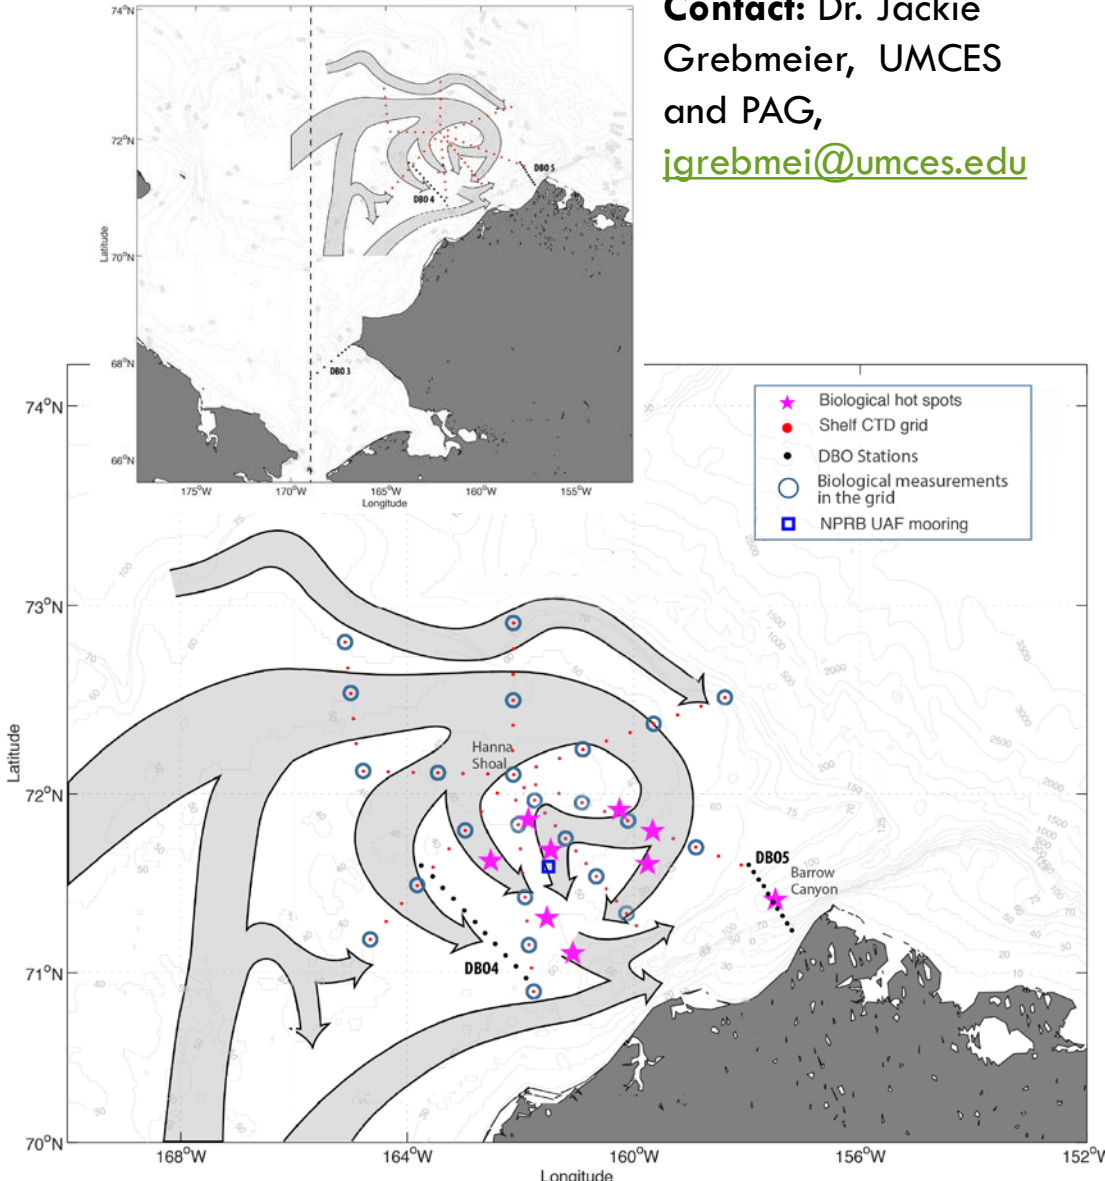 Contact: Dr. Jackie
Grebmeier, UMCES
and PAG,
jgrebmei@umces.edu
74°N
72°N
70°N
68°N
66°N
Latitude
175°W
170°W
165°W
160°W
155°W
Longitude
DBO 5
DBO 4
DBO 3
Biological hot spots
Shelf CTD grid
DBO Stations
Biological measurements
in the grid
NPRB UAF mooring
74°N
73°N
72°N
71°N
70°N
Latitude
Hanna
Shoal
DBO5
Barrow
Canyon
DBO4
168°W
164°W
160°W
156°W
152°W
Longitude